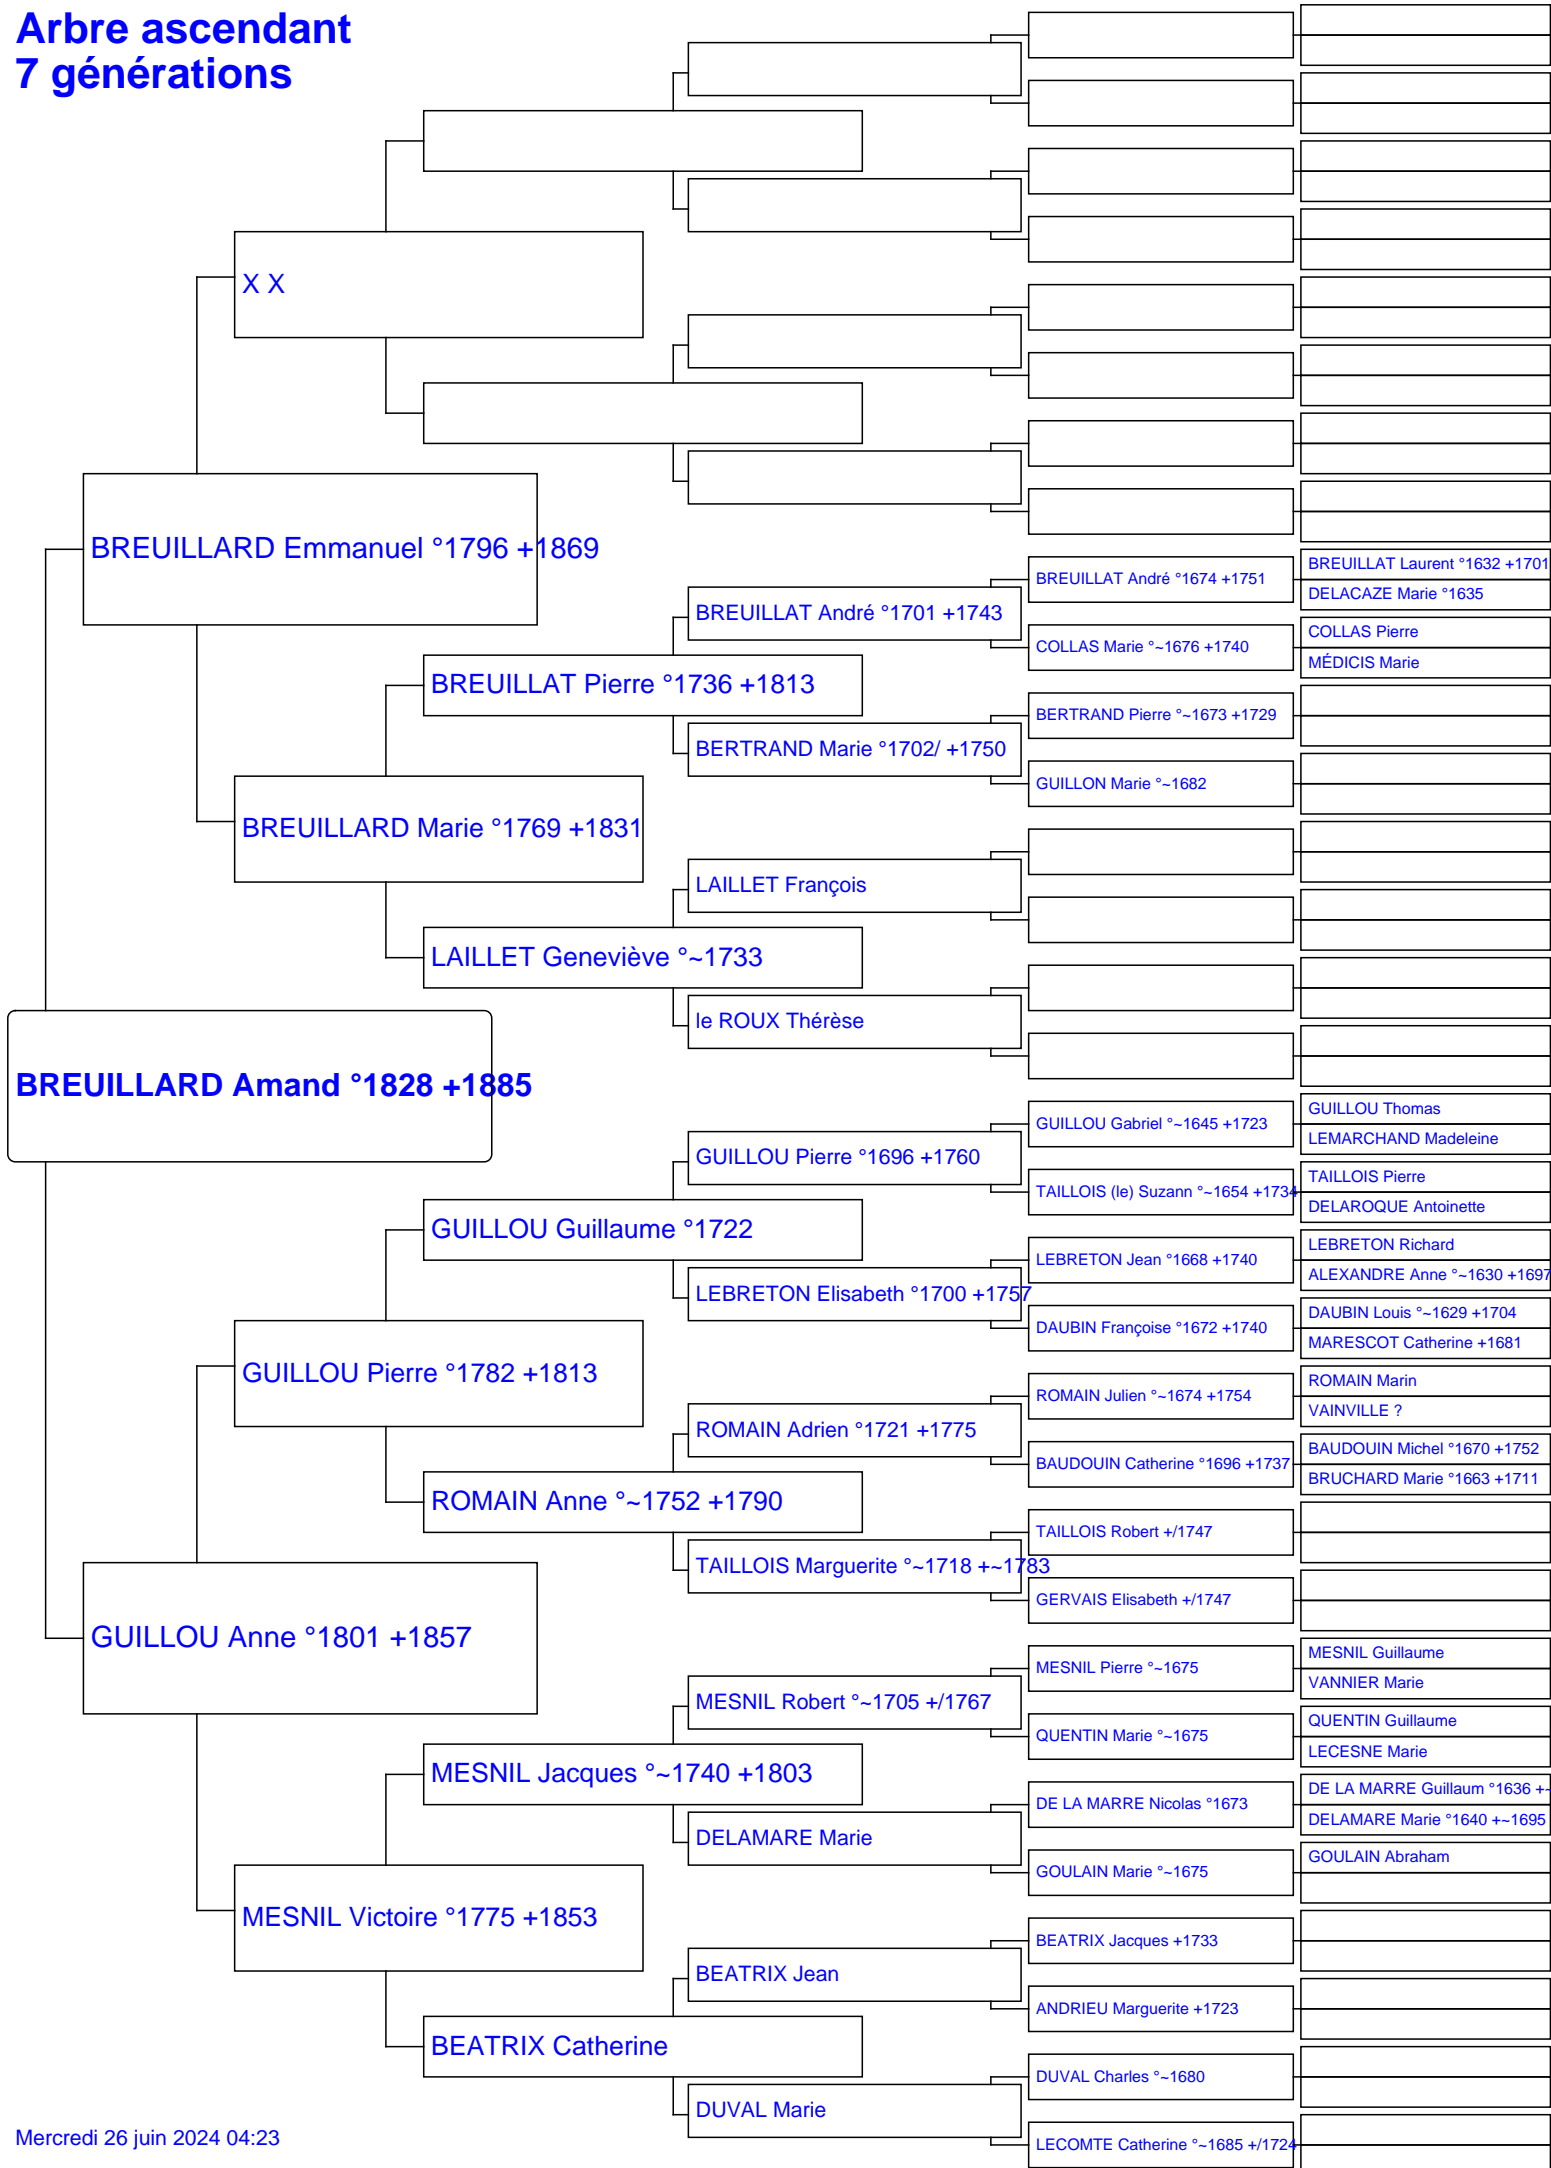 Arbre ascendant
7 générations
X X
BREUILLARD Emmanuel °1796 +1869
BREUILLAT Laurent °1632 +1701
BREUILLAT André °1674 +1751
DELACAZE Marie °1635
BREUILLAT André °1701 +1743
COLLAS Pierre
COLLAS Marie °~1676 +1740
MÉDICIS Marie
BREUILLAT Pierre °1736 +1813
BERTRAND Pierre °~1673 +1729
BERTRAND Marie °1702/ +1750
GUILLON Marie °~1682
BREUILLARD Marie °1769 +1831
LAILLET François
LAILLET Geneviève °~1733
le ROUX Thérèse
BREUILLARD Amand °1828 +1885
GUILLOU Thomas
GUILLOU Gabriel °~1645 +1723
LEMARCHAND Madeleine
GUILLOU Pierre °1696 +1760
TAILLOIS Pierre
TAILLOIS (le) Suzann °~1654 +1734
DELAROQUE Antoinette
GUILLOU Guillaume °1722
LEBRETON Richard
LEBRETON Jean °1668 +1740
ALEXANDRE Anne °~1630 +1697
LEBRETON Elisabeth °1700 +1757
DAUBIN Louis °~1629 +1704
DAUBIN Françoise °1672 +1740
MARESCOT Catherine +1681
GUILLOU Pierre °1782 +1813
ROMAIN Marin
ROMAIN Julien °~1674 +1754
VAINVILLE ?
ROMAIN Adrien °1721 +1775
BAUDOUIN Michel °1670 +1752
BAUDOUIN Catherine °1696 +1737
BRUCHARD Marie °1663 +1711
ROMAIN Anne °~1752 +1790
TAILLOIS Robert +/1747
TAILLOIS Marguerite °~1718 +~1783
GERVAIS Elisabeth +/1747
GUILLOU Anne °1801 +1857
MESNIL Guillaume
MESNIL Pierre °~1675
VANNIER Marie
MESNIL Robert °~1705 +/1767
QUENTIN Guillaume
QUENTIN Marie °~1675
LECESNE Marie
MESNIL Jacques °~1740 +1803
DE LA MARRE Guillaum °1636 +~
DE LA MARRE Nicolas °1673
DELAMARE Marie °1640 +~1695
DELAMARE Marie
GOULAIN Abraham
GOULAIN Marie °~1675
MESNIL Victoire °1775 +1853
BEATRIX Jacques +1733
BEATRIX Jean
ANDRIEU Marguerite +1723
BEATRIX Catherine
DUVAL Charles °~1680
DUVAL Marie
LECOMTE Catherine °~1685 +/1724
Mercredi 26 juin 2024 04:23